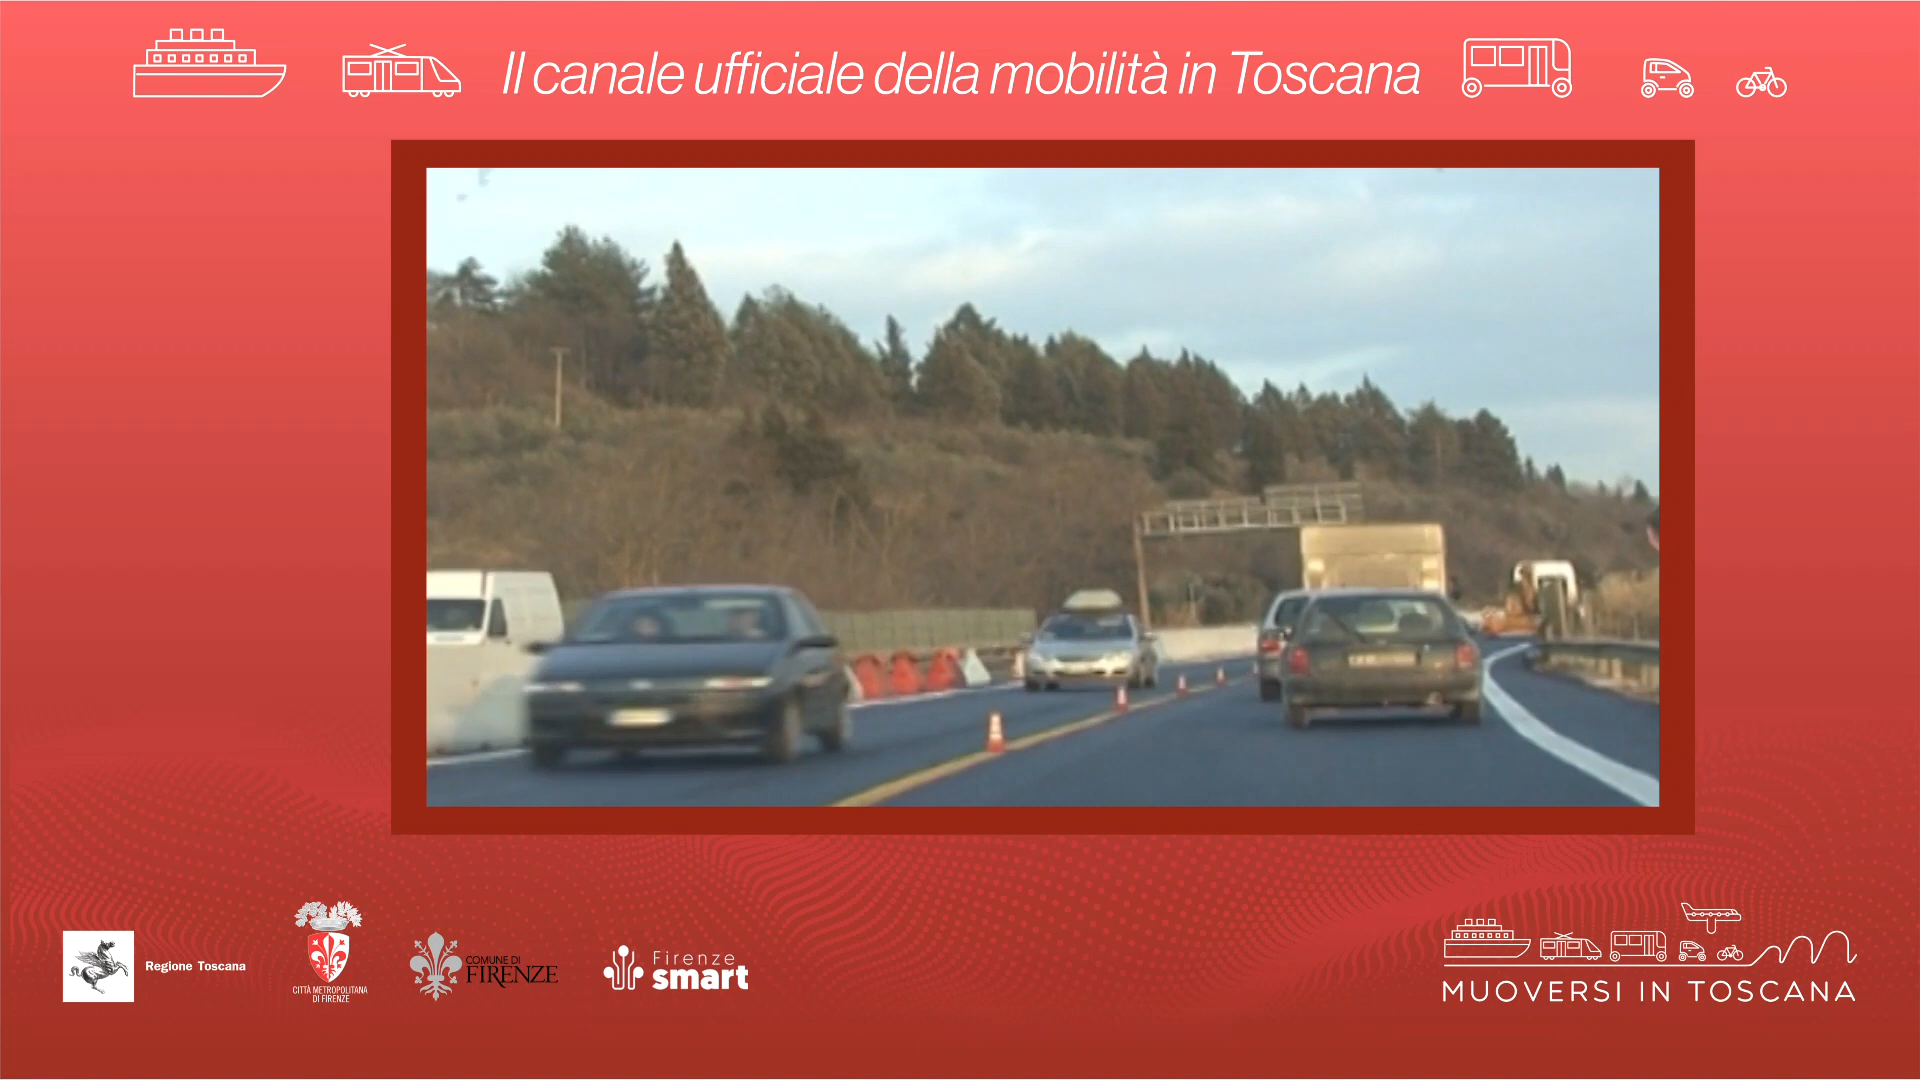 Il canale ufficiale della mobilità in Toscana
Regione Toscana
CITTÀ METROPOLITANA
DI FIRENZE
COMUNE DI
FIRENZE
Firenze
smart
MUOVERSI IN TOSCANA